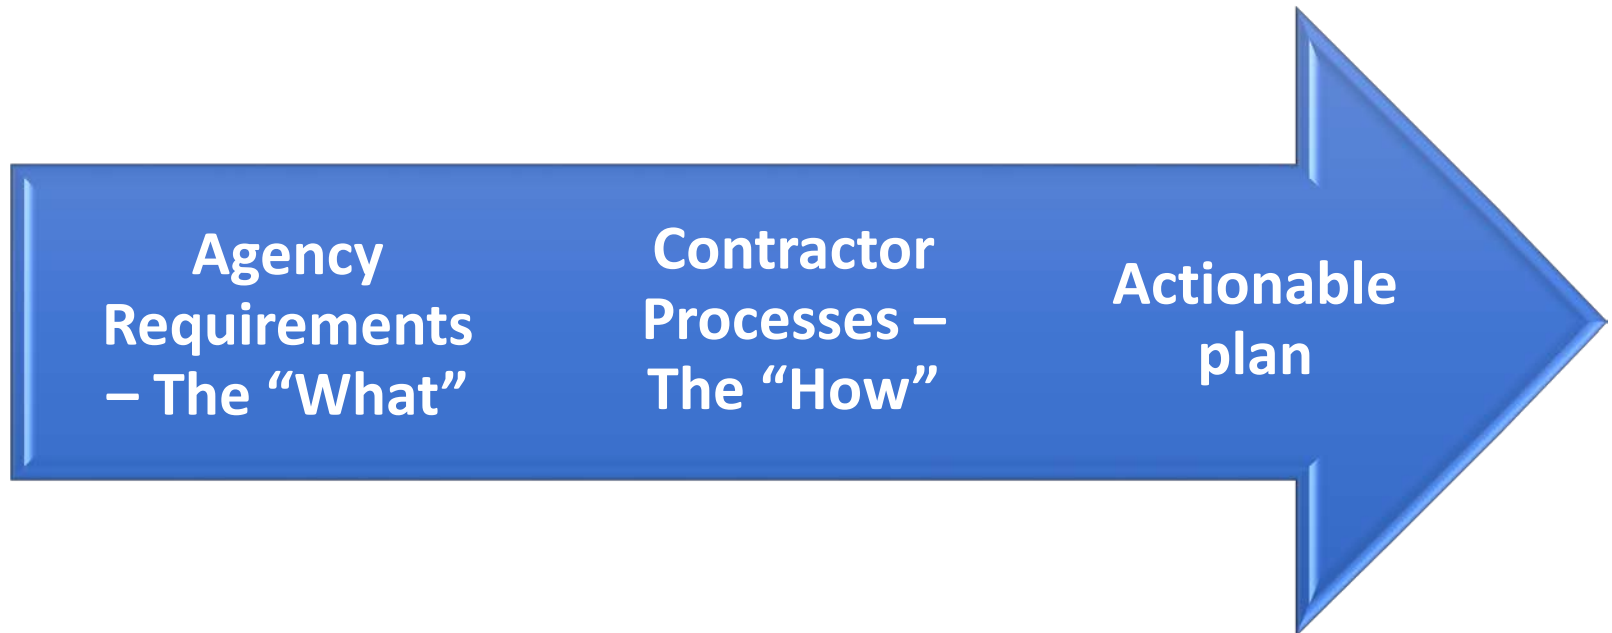 Agency
Requirements
– The “What”
Contractor
Processes –
The “How”
Actionable
plan